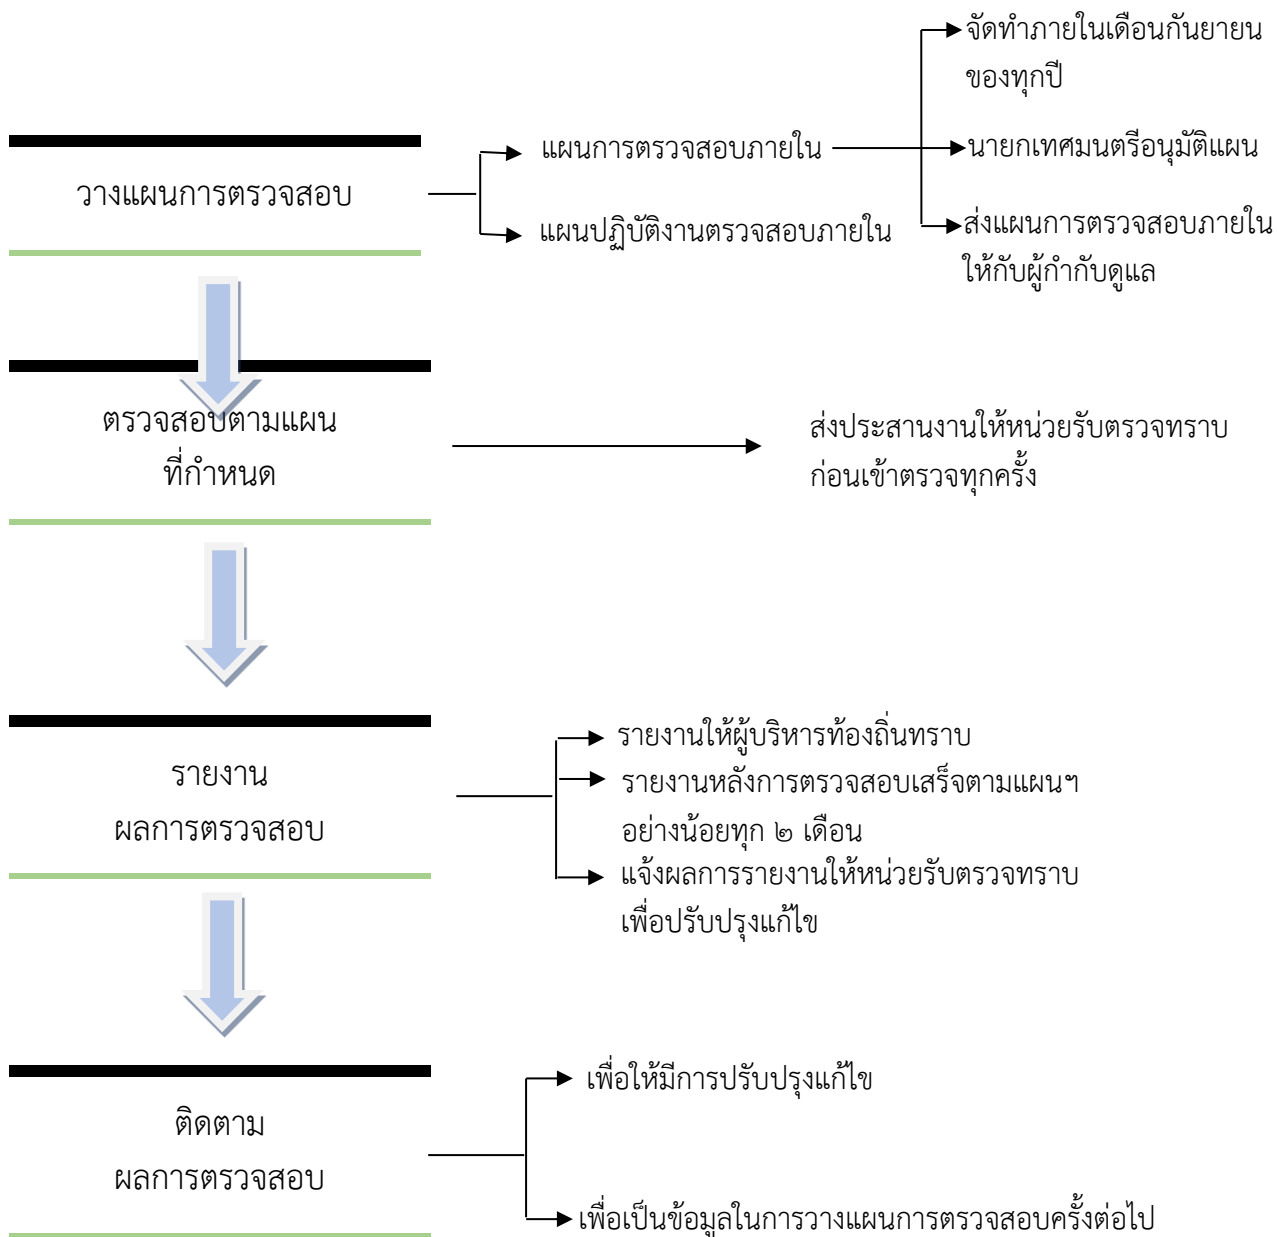 จัดทำภายในเดือนกันยายน
ของทุกปี
แผนการตรวจสอบภายใน
นายกเทศมนตรีอนุมัติแผน
วางแผนการตรวจสอบ
แผนปฏิบัติงานตรวจสอบภายใน
ส่งแผนการตรวจสอบภายใน
ให้กับผู้กำกับดูแล
ตรวจสอบตามแผน
ที่กำหนด
ส่งประสานงานให้หน่วยรับตรวจทราบ
ก่อนเข้าตรวจทุกครั้ง
รายงาน
ผลการตรวจสอบ
รายงานให้ผู้บริหารท้องถิ่นทราบ
รายงานหลังการตรวจสอบเสร็จตามแผนฯ
อย่างน้อยทุก ๒ เดือน
แจ้งผลการรายงานให้หน่วยรับตรวจทราบ
เพื่อปรับปรุงแก้ไข
ติดตาม
ผลการตรวจสอบ
เพื่อให้มีการปรับปรุงแก้ไข
เพื่อเป็นข้อมูลในการวางแผนการตรวจสอบครั้งต่อไป